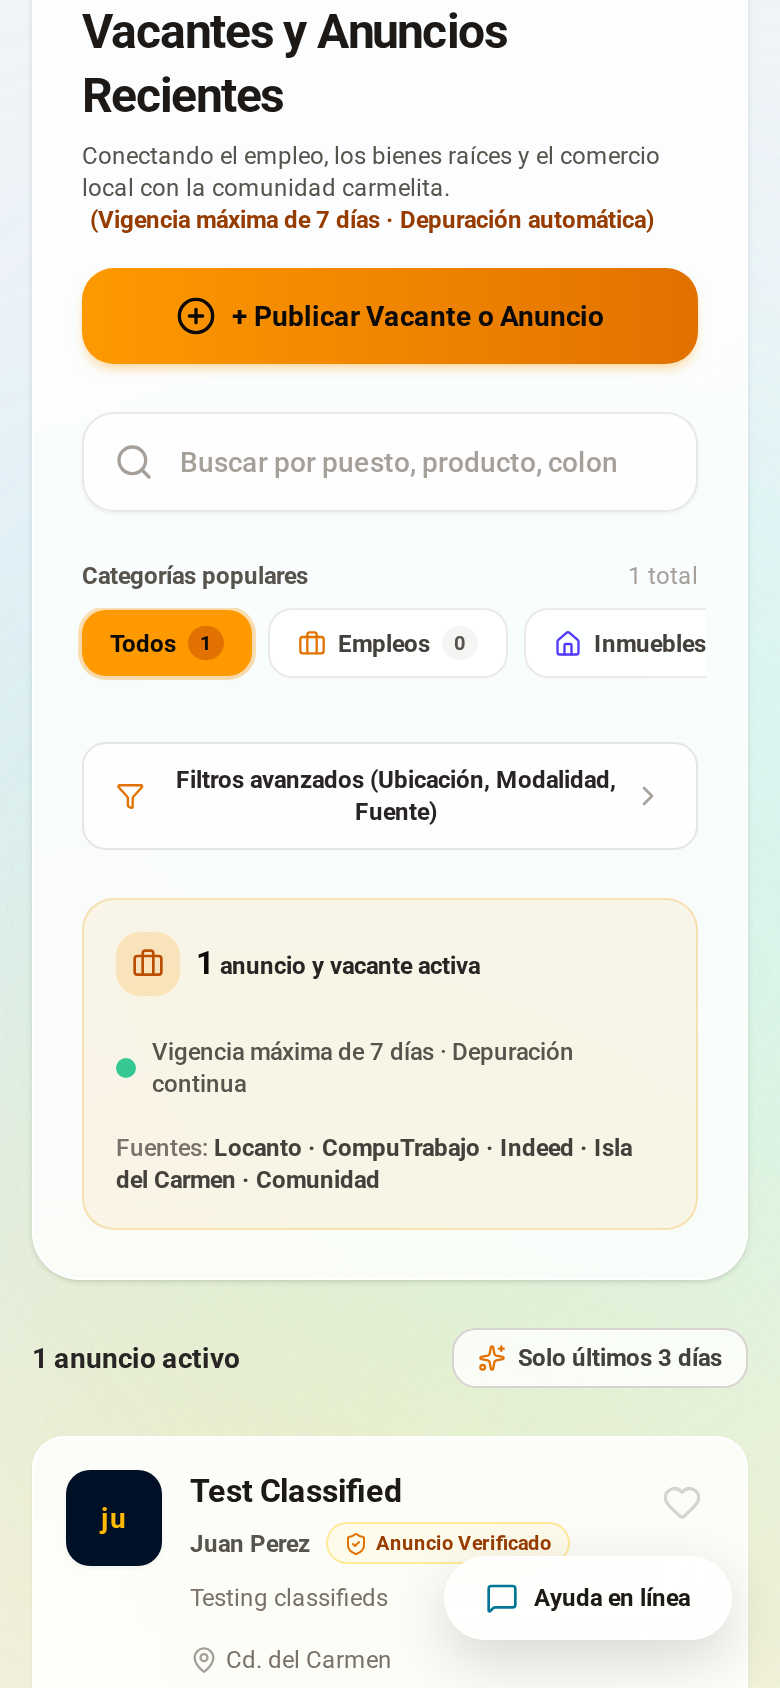 Vacantes y Anuncios
Recientes
Conectando el empleo, los bienes raíces y el comercio
local con la comunidad carmelita.
(Vigencia máxima de 7 días · Depuración automática)
+ Publicar Vacante o Anuncio
Buscar por puesto, producto, colon
Categorías populares
1 total
Todos 1
Empleos 0
Inmuebles
Filtros avanzados (Ubicación, Modalidad,
Fuente)
1 anuncio y vacante activa
Vigencia máxima de 7 días · Depuración
continua
Fuentes: Locanto · CompuTrabajo · Indeed · Isla
del Carmen · Comunidad
1 anuncio activo
Solo últimos 3 días
ju
Test Classified
Juan Perez
Anuncio Verificado
Testing classifieds
Ayuda en línea
Cd. del Carmen